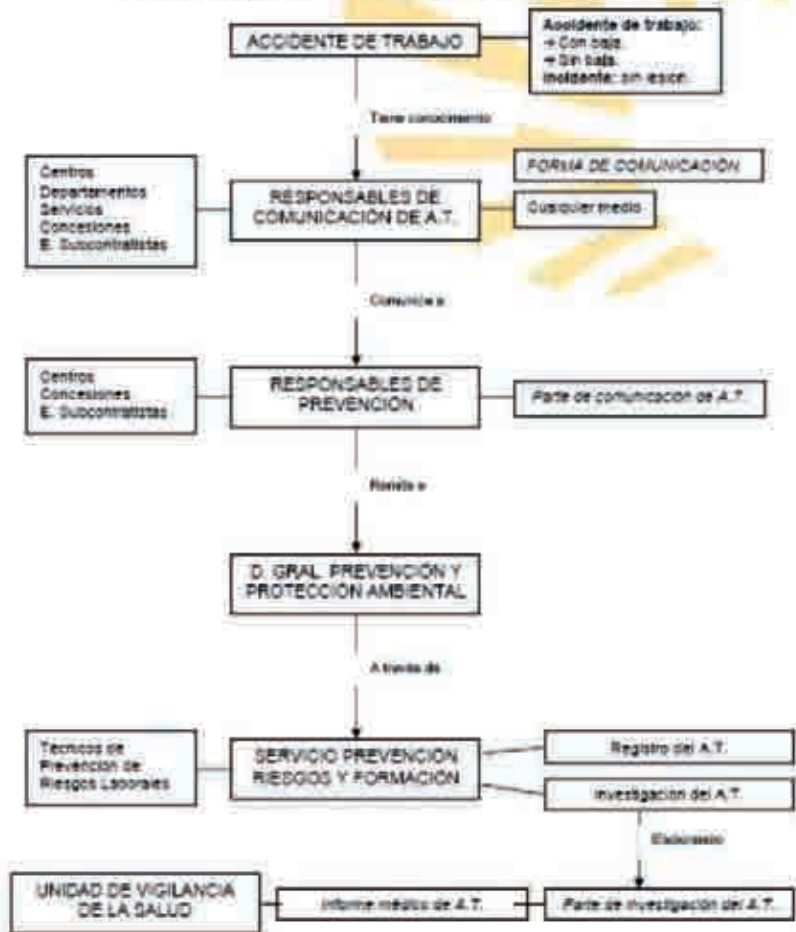 ACCIDENTE DE TRABAJO
Accidente de trabajo:
→ Con baja.
→ Sin baja.
Incidente: sin lesión.
Tiene conocimiento
Centros
Departamentos
Servicios
Concesiones
E. Subcontratistas
RESPONSABLES DE
COMUNICACIÓN DE A.T.
FORMA DE COMUNICACIÓN
Cualquier medio
Comunica a
Centros
Concesiones
E. Subcontratistas
RESPONSABLES DE
PREVENCIÓN
Parte de comunicación de A.T.
Remite a
D. GRAL. PREVENCIÓN Y
PROTECCIÓN AMBIENTAL
A través de
Técnicos de
Prevención de
Riesgos Laborales
SERVICIO PREVENCIÓN
RIESGOS Y FORMACIÓN
Registro del A.T.
Investigación del A.T.
Elaborando
UNIDAD DE VIGILANCIA
DE LA SALUD
Informe médico de A.T.
Parte de investigación del A.T.